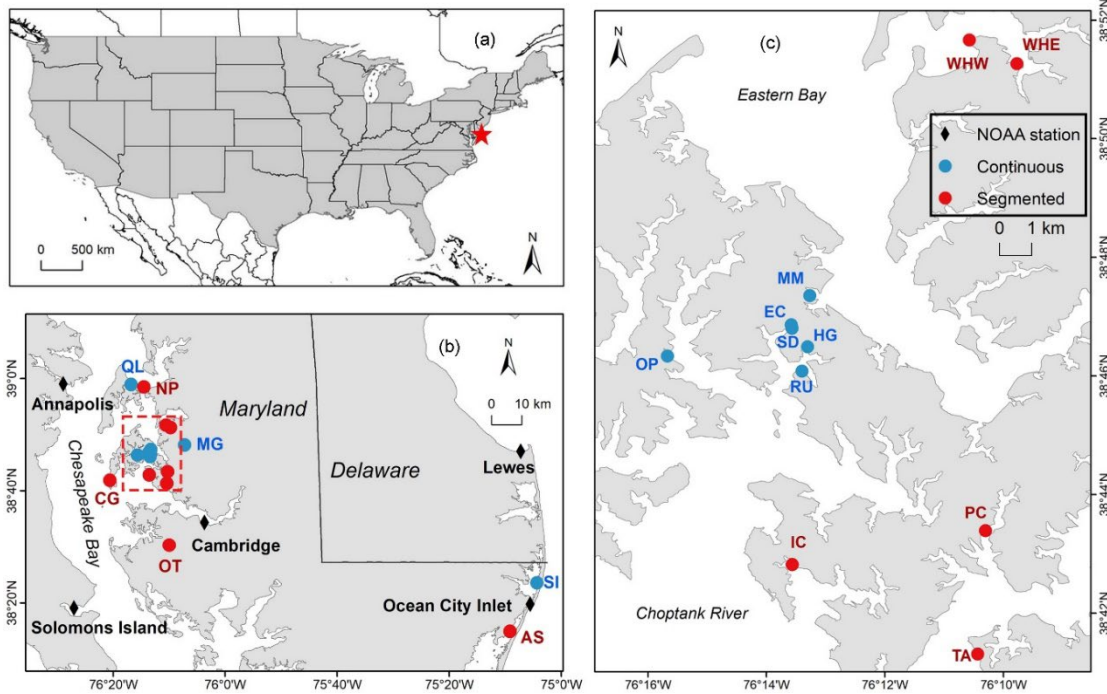 (a)
0 500 km
N
(b)
N
0 10 km
QL
NP
Annapolis
Maryland
MG
Delaware
Lewes
Chesapeake Bay
CG
Cambridge
OT
SI
Ocean City Inlet
Solomons Island
AS
39°0'N
38°40'N
38°20'N
76°20'W
76°0'W
75°40'W
75°20'W
75°0'W
(c)
N
WHE
WHW
Eastern Bay
NOAA station
Continuous
Segmented
0 1 km
MM
EC
SD
HG
OP
RU
PC
IC
Choptank River
TA
38°52'N
38°50'N
38°48'N
38°46'N
38°44'N
38°42'N
76°16'W
76°14'W
76°12'W
76°10'W